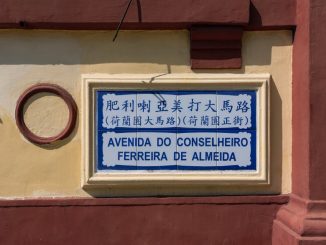 肥利喇亞美打大馬路
(荷蘭園大馬路)(荷蘭園正街)
AVENIDA DO CONSELHEIRO
FERREIRA DE ALMEIDA